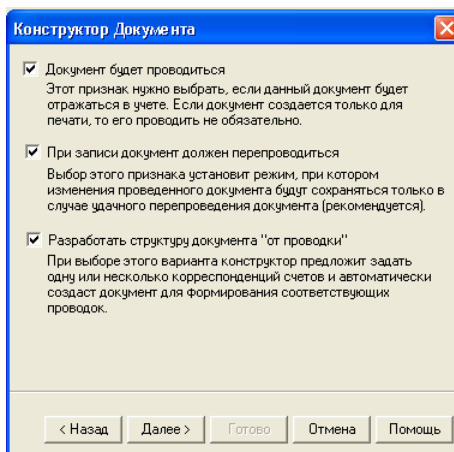 Конструктор Документа
Документ будет проводиться
Этот признак нужно выбрать, если данный документ будет
отражаться в учете. Если документ создается только для
печати, то его проводить не обязательно.
При записи документ должен перепроводиться
Выбор этого признака установит режим, при котором
изменения проведенного документа будут сохраняться только в
случае удачного перепроведения документа (рекомендуется).
Разработать структуру документа "от проводки"
При выборе этого варианта конструктор предложит задать
одну или несколько корреспонденций счетов и автоматически
создаст документ для формирования соответствующих
проводок.
< Назад Далее > Готово Отмена Помощь